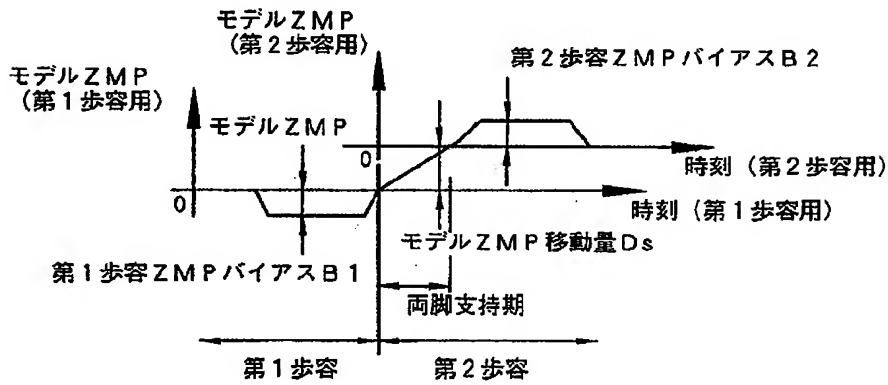 モデルZMP
(第2歩容用)
モデルZMP
(第1歩容用)
第2歩容ZMPバイアスB2
モデルZMP
0
時刻(第2歩容用)
0
時刻(第1歩容用)
モデルZMP移動量Ds
第1歩容ZMPバイアスB1
両脚支持期
第1歩容
第2歩容